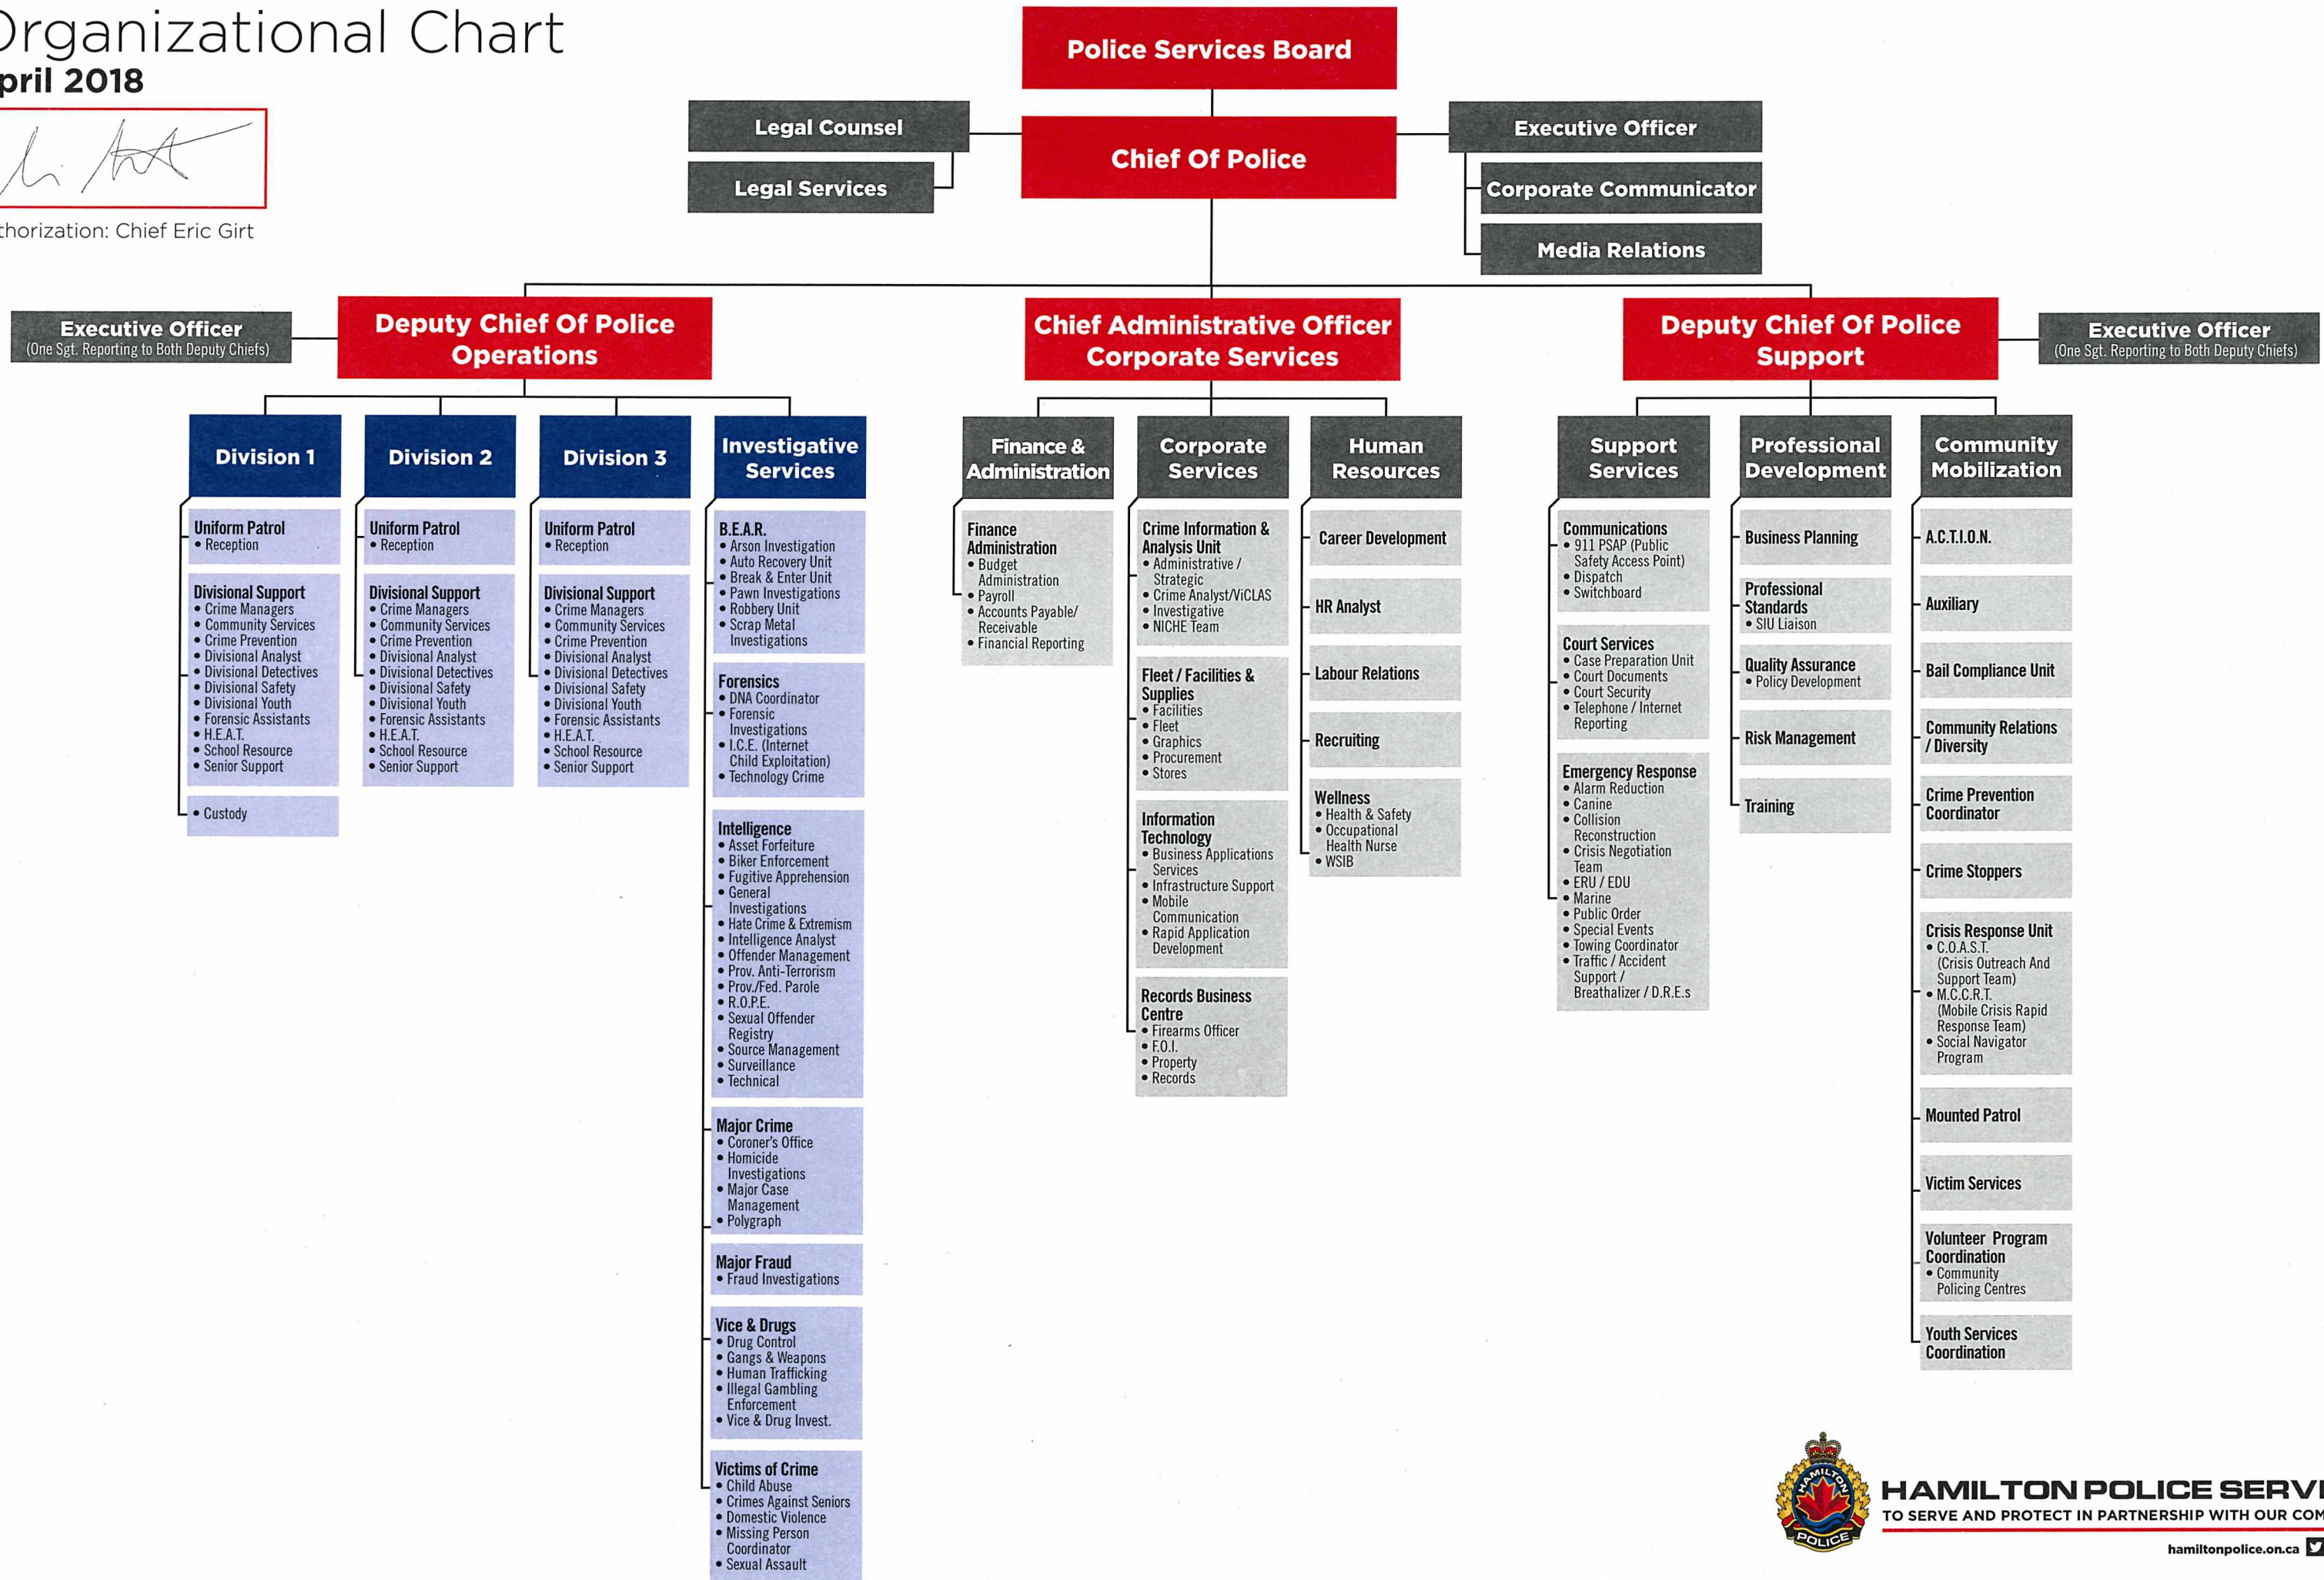 Organizational Chart
April 2018
Authorization: Chief Eric Girt
Police Services Board
Legal Counsel
Legal Services
Chief Of Police
Executive Officer
Corporate Communicator
Media Relations
Executive Officer
(One Sgt. Reporting to Both Deputy Chiefs)
Deputy Chief Of Police
Operations
Chief Administrative Officer
Corporate Services
Deputy Chief Of Police
Support
Executive Officer
(One Sgt. Reporting to Both Deputy Chiefs)
Division 1
Uniform Patrol
• Reception
Divisional Support
• Crime Managers
• Community Services
• Crime Prevention
• Divisional Analyst
• Divisional Detectives
• Divisional Safety
• Divisional Youth
• Forensic Assistants
• H.E.A.T.
• School Resource
• Senior Support
• Custody
Division 2
Uniform Patrol
• Reception
Divisional Support
• Crime Managers
• Community Services
• Crime Prevention
• Divisional Analyst
• Divisional Detectives
• Divisional Safety
• Divisional Youth
• Forensic Assistants
• H.E.A.T.
• School Resource
• Senior Support
Division 3
Uniform Patrol
• Reception
Divisional Support
• Crime Managers
• Community Services
• Crime Prevention
• Divisional Analyst
• Divisional Detectives
• Divisional Safety
• Divisional Youth
• Forensic Assistants
• H.E.A.T.
• School Resource
• Senior Support
Investigative
Services
B.E.A.R.
• Arson Investigation
• Auto Recovery Unit
• Break & Enter Unit
• Pawn Investigations
• Robbery Unit
• Scrap Metal
Investigations
Forensics
• DNA Coordinator
• Forensic
Investigations
• I.C.E. (Internet
Child Exploitation)
• Technology Crime
Intelligence
• Asset Forfeiture
• Biker Enforcement
• Fugitive Apprehension
• General
Investigations
• Hate Crime & Extremism
• Intelligence Analyst
• Offender Management
• Prov. Anti-Terrorism
• Prov./Fed. Parole
• R.O.P.E.
• Sexual Offender
Registry
• Source Management
• Surveillance
• Technical
Major Crime
• Coroner's Office
• Homicide
Investigations
• Major Case
Management
• Polygraph
Major Fraud
• Fraud Investigations
Vice & Drugs
• Drug Control
• Gangs & Weapons
• Human Trafficking
• Illegal Gambling
Enforcement
• Vice & Drug Invest.
Victims of Crime
• Child Abuse
• Crimes Against Seniors
• Domestic Violence
• Missing Person
Coordinator
• Sexual Assault
Finance &
Administration
Finance
Administration
• Budget
Administration
• Payroll
• Accounts Payable/
Receivable
• Financial Reporting
Corporate
Services
Crime Information &
Analysis Unit
• Administrative /
Strategic
• Crime Analyst/ViCLAS
• Investigative
• NICHE Team
Fleet / Facilities &
Supplies
• Facilities
• Fleet
• Graphics
• Procurement
• Stores
Information
Technology
• Business Applications
Services
• Infrastructure Support
• Mobile
Communication
• Rapid Application
Development
Records Business
Centre
• Firearms Officer
• F.O.I.
• Property
• Records
Human
Resources
Career Development
HR Analyst
Labour Relations
Recruiting
Wellness
• Health & Safety
• Occupational
Health Nurse
• WSIB
Support
Services
Communications
• 911 PSAP (Public
Safety Access Point)
• Dispatch
• Switchboard
Court Services
• Case Preparation Unit
• Court Documents
• Court Security
• Telephone / Internet
Reporting
Emergency Response
• Alarm Reduction
• Canine
• Collision
Reconstruction
• Crisis Negotiation
Team
• ERU / EDU
• Marine
• Public Order
• Special Events
• Towing Coordinator
• Traffic / Accident
Support /
Breathalizer / D.R.E.s
Professional
Development
Business Planning
Professional
Standards
• SIU Liaison
Quality Assurance
• Policy Development
Risk Management
Training
Community
Mobilization
A.C.T.I.O.N.
Auxiliary
Bail Compliance Unit
Community Relations
/ Diversity
Crime Prevention
Coordinator
Crime Stoppers
Crisis Response Unit
• C.O.A.S.T.
(Crisis Outreach And
Support Team)
• M.C.C.R.T.
(Mobile Crisis Rapid
Response Team)
• Social Navigator
Program
Mounted Patrol
Victim Services
Volunteer Program
Coordination
• Community
Policing Centres
Youth Services
Coordination
HAMILTON
POLICE
HAMILTON POLICE SERVI
TO SERVE AND PROTECT IN PARTNERSHIP WITH OUR COM
hamiltonpolice.on.ca